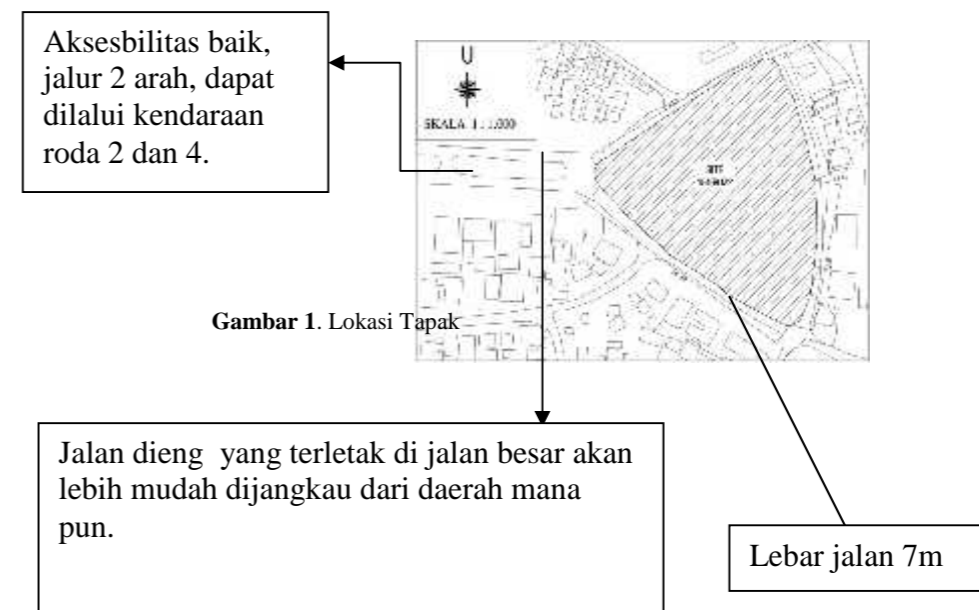 Aksesbilitas baik,
jalur 2 arah, dapat
dilalui kendaraan
roda 2 dan 4.
U
SKALA 1:1.000
SITE
Gambar 1. Lokasi Tapak
Jalan dieng yang terletak di jalan besar akan
lebih mudah dijangkau dari daerah mana
pun.
Lebar jalan 7m